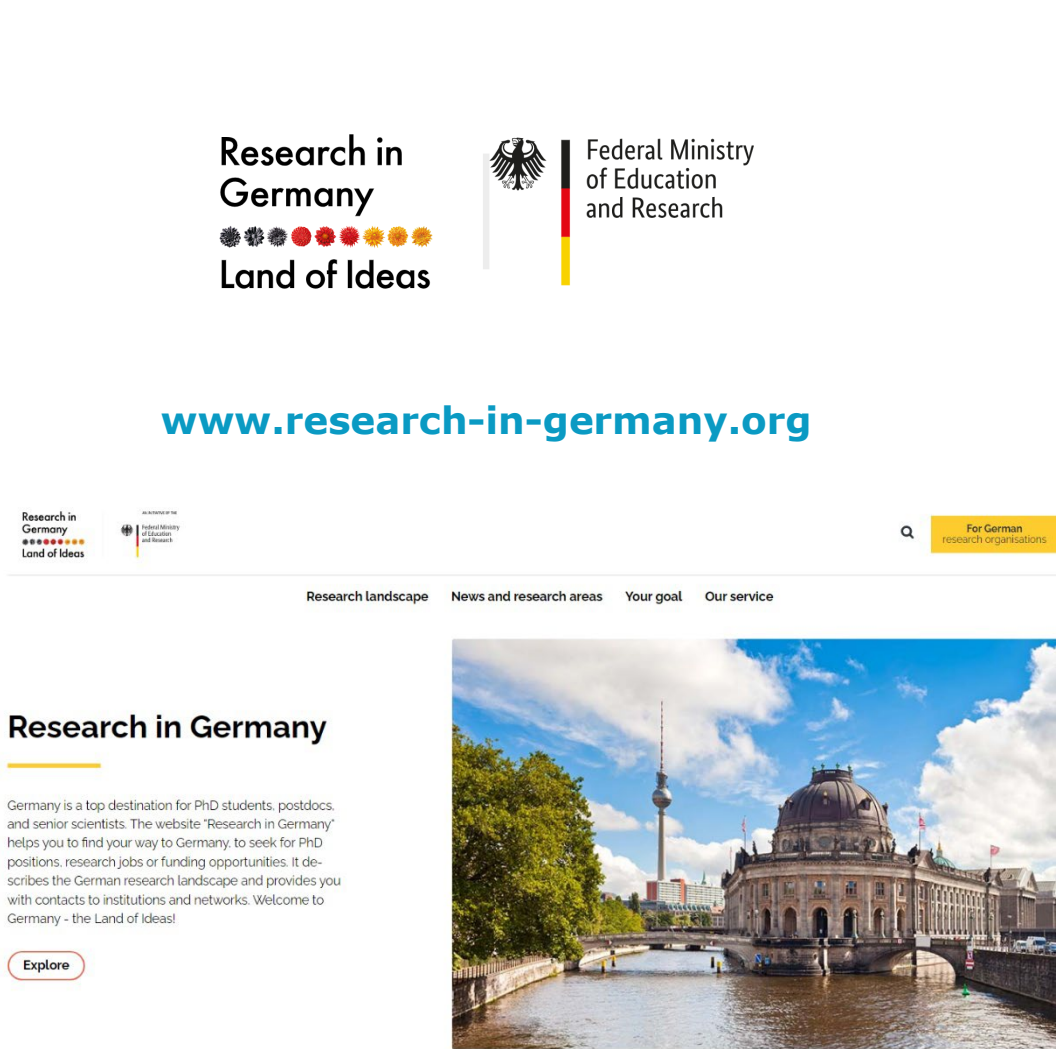 Research in
Germany
Land of Ideas
Federal Ministry
of Education
and Research
www.research-in-germany.org
Research in
Germany
Land of Ideas
AN INITIATIVE OF THE
Federal Ministry
of Education
and Research
For German
research organisations
Research landscape
News and research areas
Your goal
Our service
Research in Germany
Germany is a top destination for PhD students, postdocs,
and senior scientists. The website "Research in Germany"
helps you to find your way to Germany, to seek for PhD
positions, research jobs or funding opportunities. It de-
scribes the German research landscape and provides you
with contacts to institutions and networks. Welcome to
Germany - the Land of Ideas!
Explore